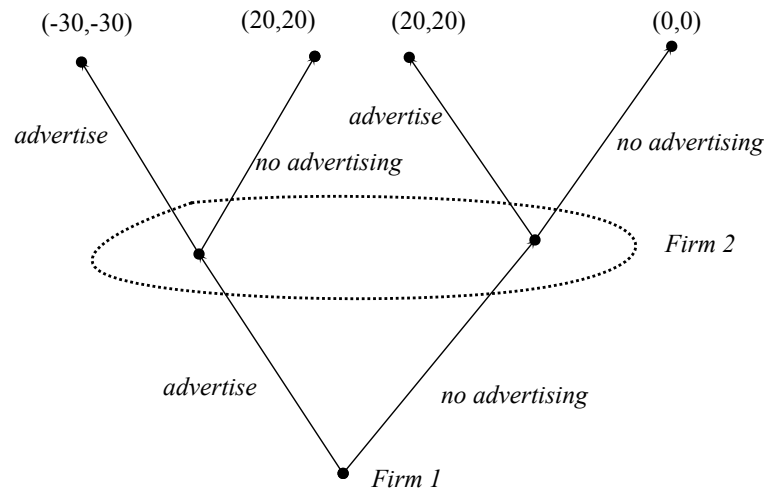 (-30,-30) (20,20) (20,20) (0,0)
advertise
advertise
no advertising
no advertising
Firm 2
advertise
no advertising
Firm 1